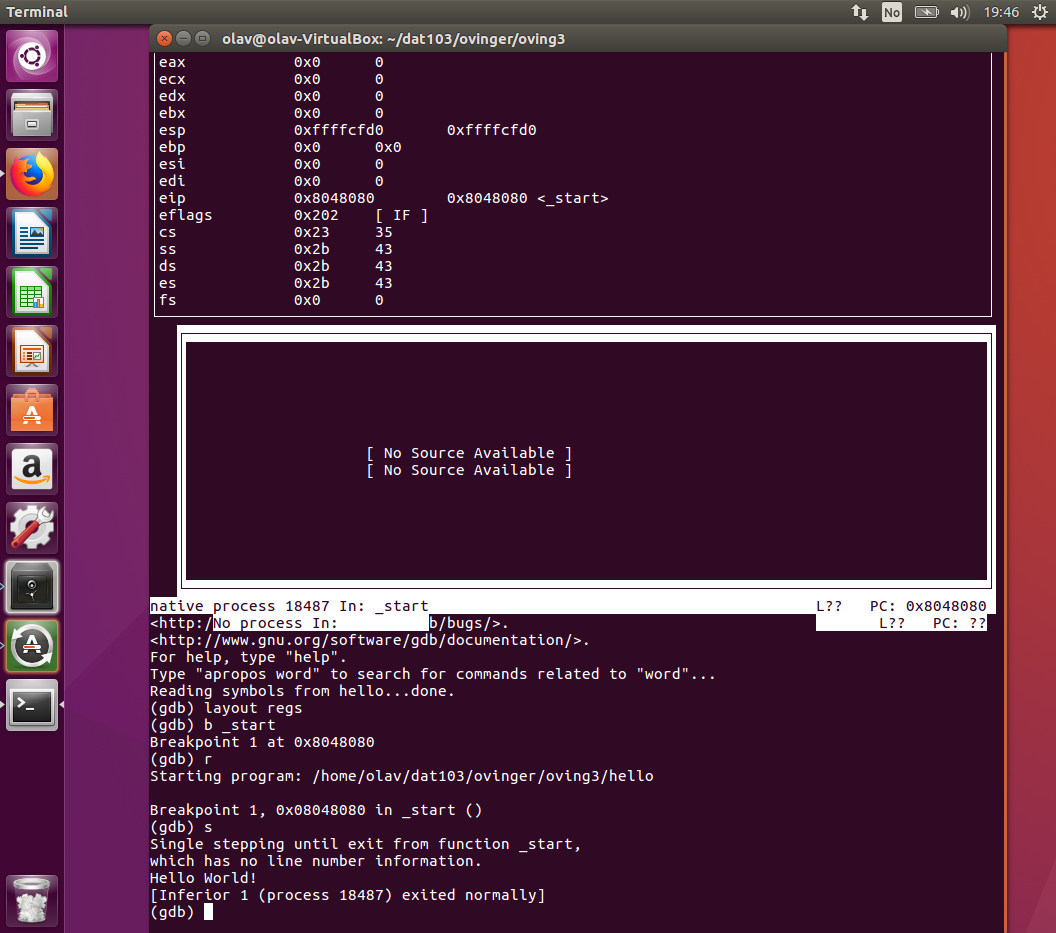 Terminal
No
19:46
olav@olav-VirtualBox: ~/dat103/ovinger/oving3
eax 0x0 0
ecx 0x0 0
edx 0x0 0
ebx 0x0 0
esp 0xffffcfd0 0xffffcfd0
ebp 0x0 0x0
esi 0x0 0
edi 0x0 0
eip 0x8048080 0x8048080 <_start>
eflags 0x202 [ IF ]
cs 0x23 35
ss 0x2b 43
ds 0x2b 43
es 0x2b 43
fs 0x0 0
[ No Source Available ]
[ No Source Available ]
native process 18487 In: _start L?? PC: 0x8048080
<http:/No process In: b/bugs/>. L?? PC: ??
<http://www.gnu.org/software/gdb/documentation/>.
For help, type "help".
Type "apropos word" to search for commands related to "word"...
Reading symbols from hello...done.
(gdb) layout regs
(gdb) b _start
Breakpoint 1 at 0x8048080
(gdb) r
Starting program: /home/olav/dat103/ovinger/oving3/hello
Breakpoint 1, 0x08048080 in _start ()
(gdb) s
Single stepping until exit from function _start,
which has no line number information.
Hello World!
[Inferior 1 (process 18487) exited normally]
(gdb)